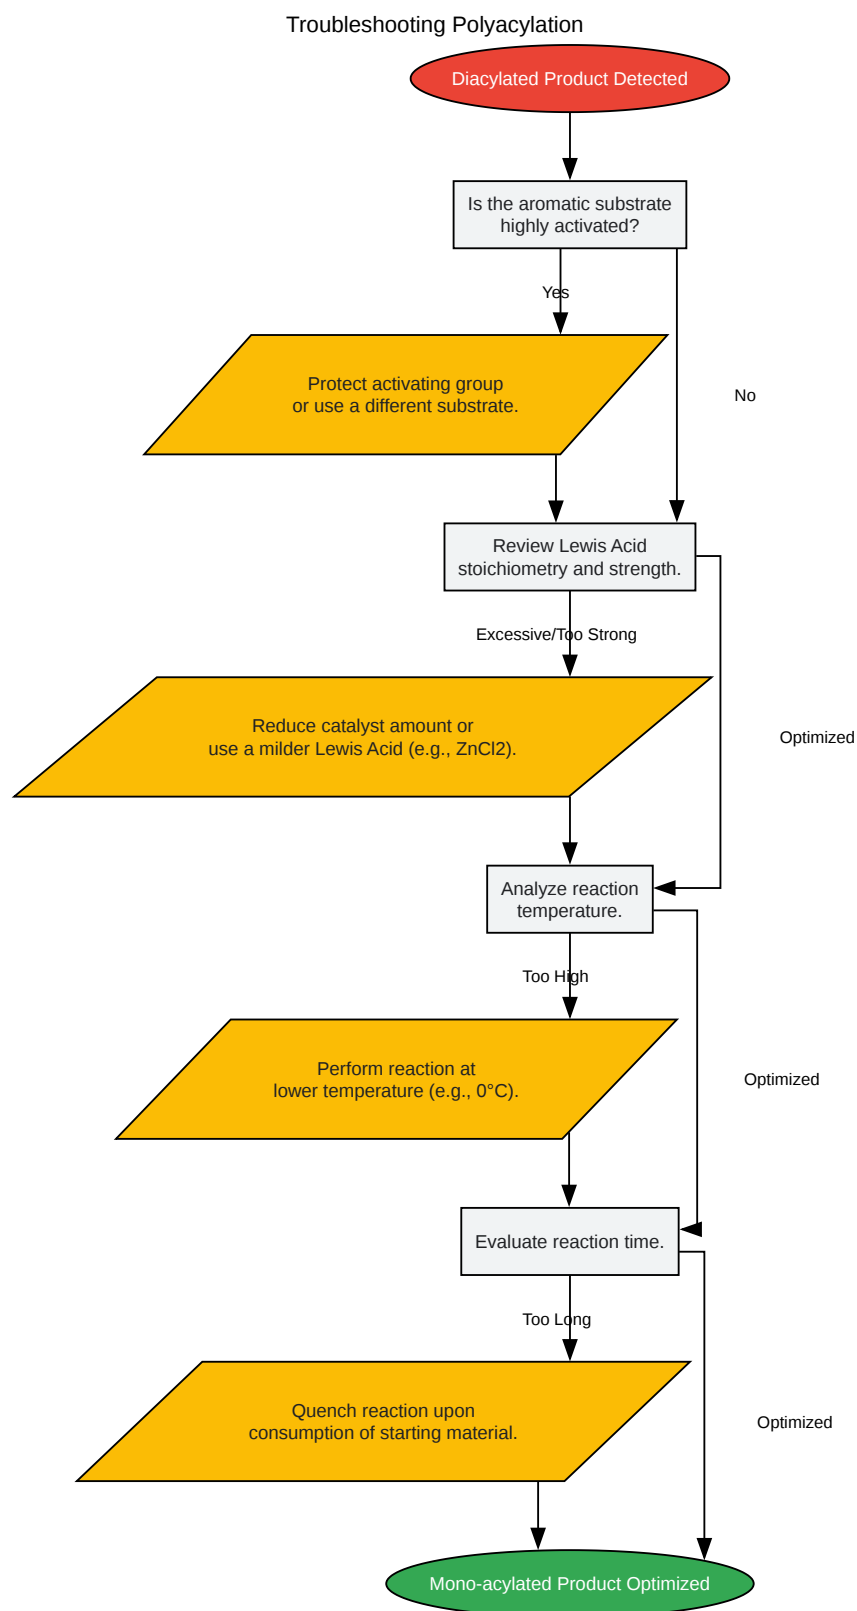 Troubleshooting Polyacylation
Diacylated Product Detected
Is the aromatic substrate
highly activated?
Yes
Protect activating group
or use a different substrate.
No
Review Lewis Acid
stoichiometry and strength.
Excessive/Too Strong
Reduce catalyst amount or
use a milder Lewis Acid (e.g., ZnCl2).
Optimized
Analyze reaction
temperature.
Too High
Perform reaction at
lower temperature (e.g., 0°C).
Optimized
Evaluate reaction time.
Too Long
Quench reaction upon
consumption of starting material.
Optimized
Mono-acylated Product Optimized